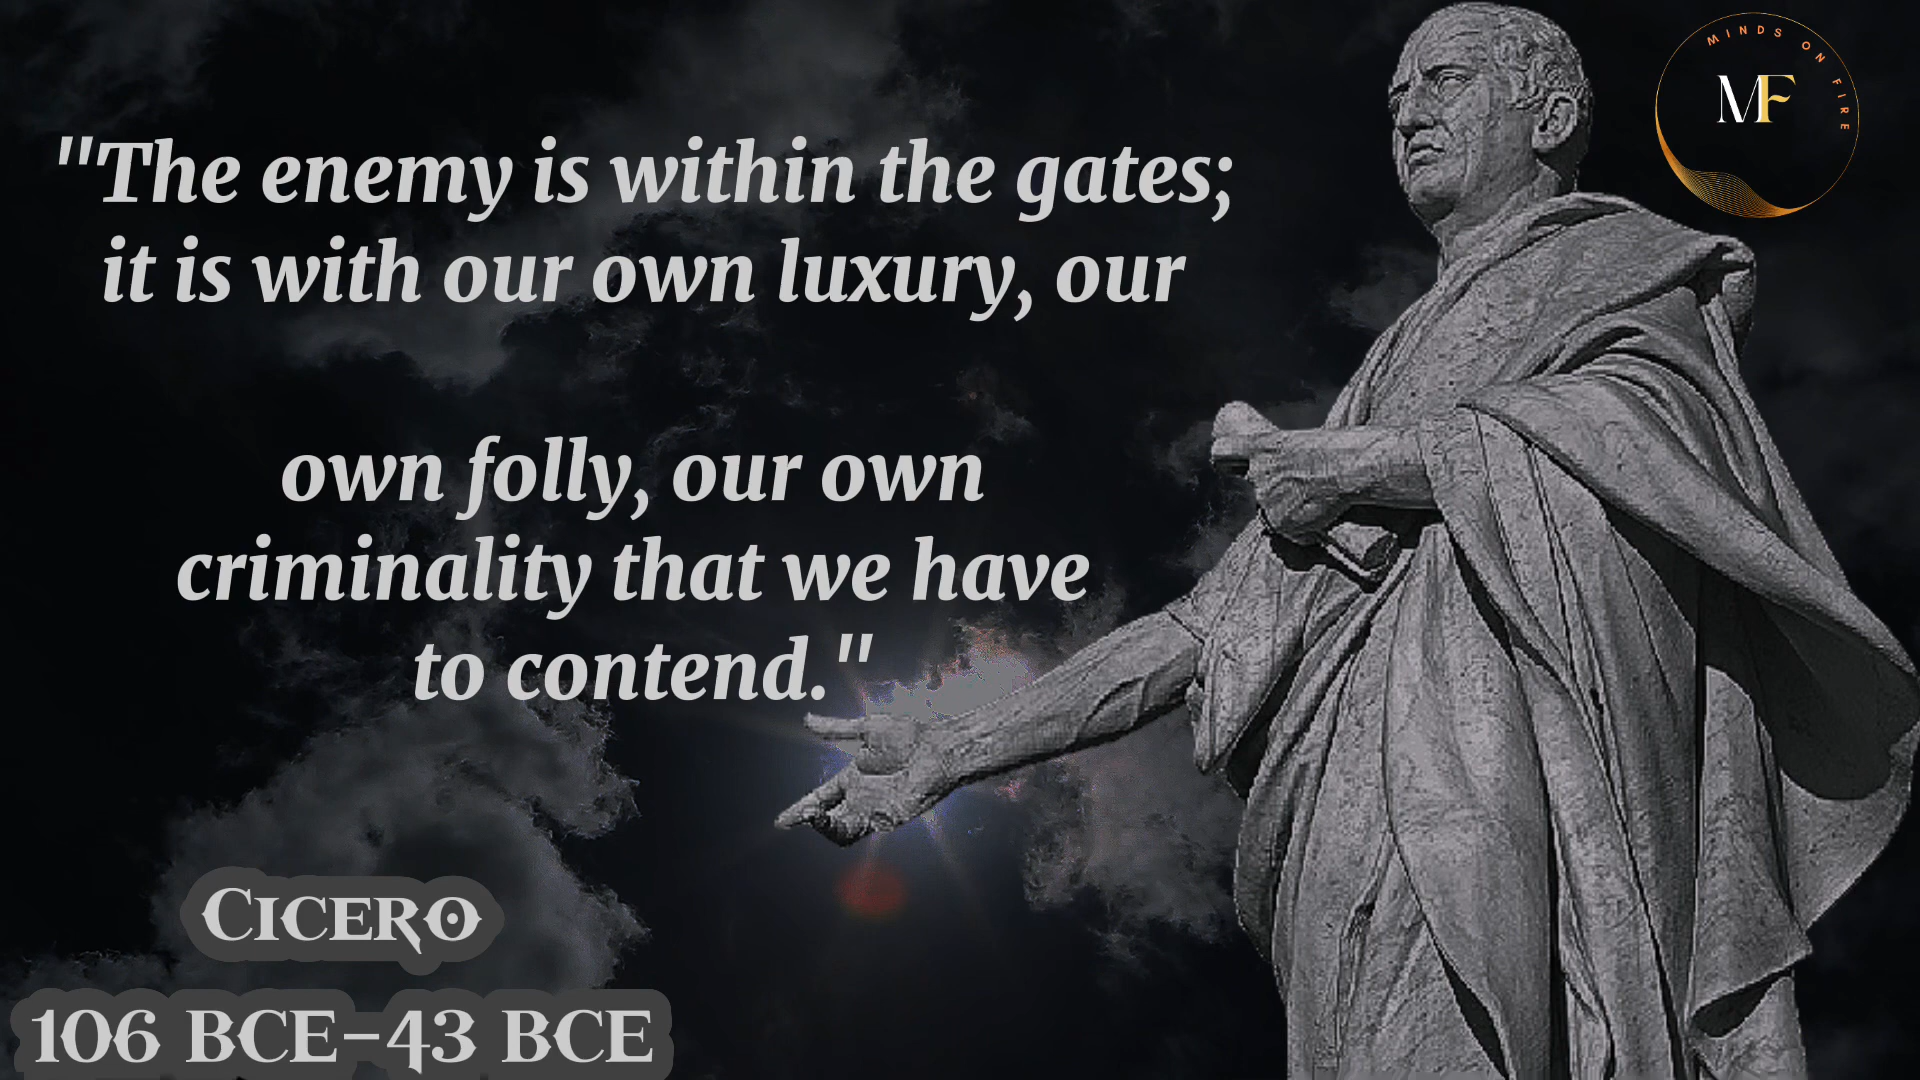 MINDS ON FIRE
MF
"The enemy is within the gates;
it is with our own luxury, our
own folly, our own
criminality that we have
to contend."
CICERO
106 BCE-43 BCE